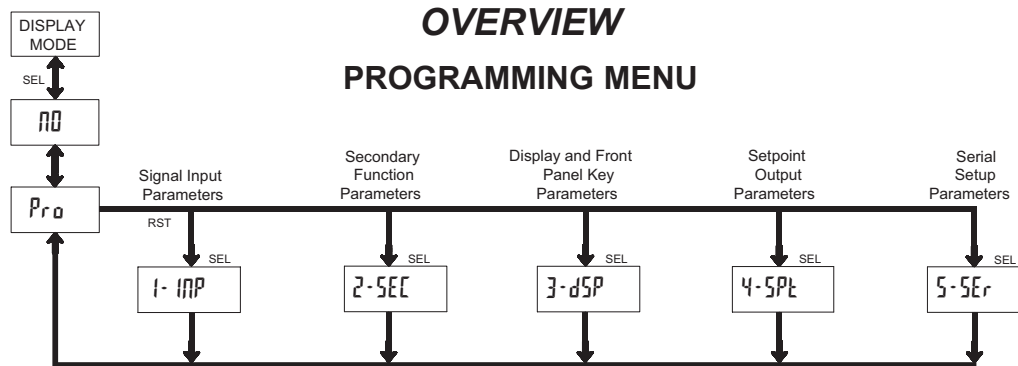 OVERVIEW
PROGRAMMING MENU
DISPLAY
MODE
SEL
NO
Pro
Signal Input
Parameters
RST
Secondary
Function
Parameters
Display and Front
Panel Key
Parameters
Setpoint
Output
Parameters
Serial
Setup
Parameters
SEL
SEL
SEL
SEL
SEL
1-INP
2-SEC
3-dSP
4-SPt
5-SEr